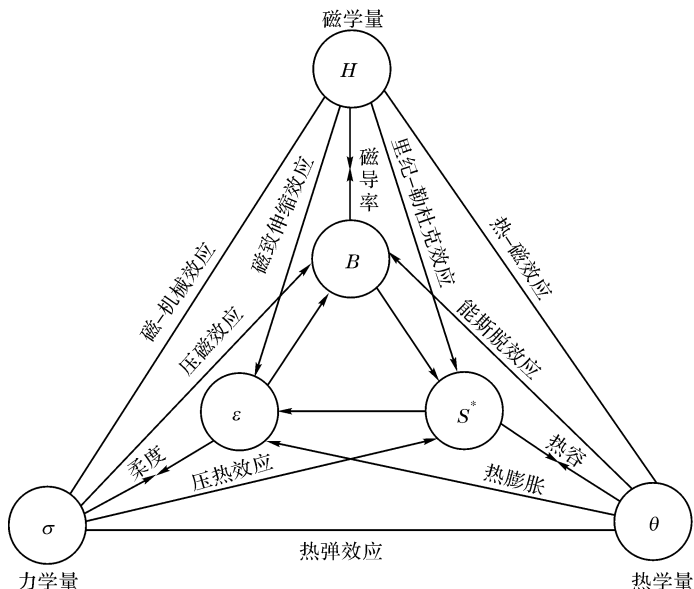 磁学量
H
磁导率
里纪-勒杜克效应
磁致伸缩效应
热-磁效应
磁-机械效应
B
压磁效应
能斯脱效应
ε
S*
柔度
压热效应
热膨胀
热容
σ
θ
热弹效应
力学量
热学量